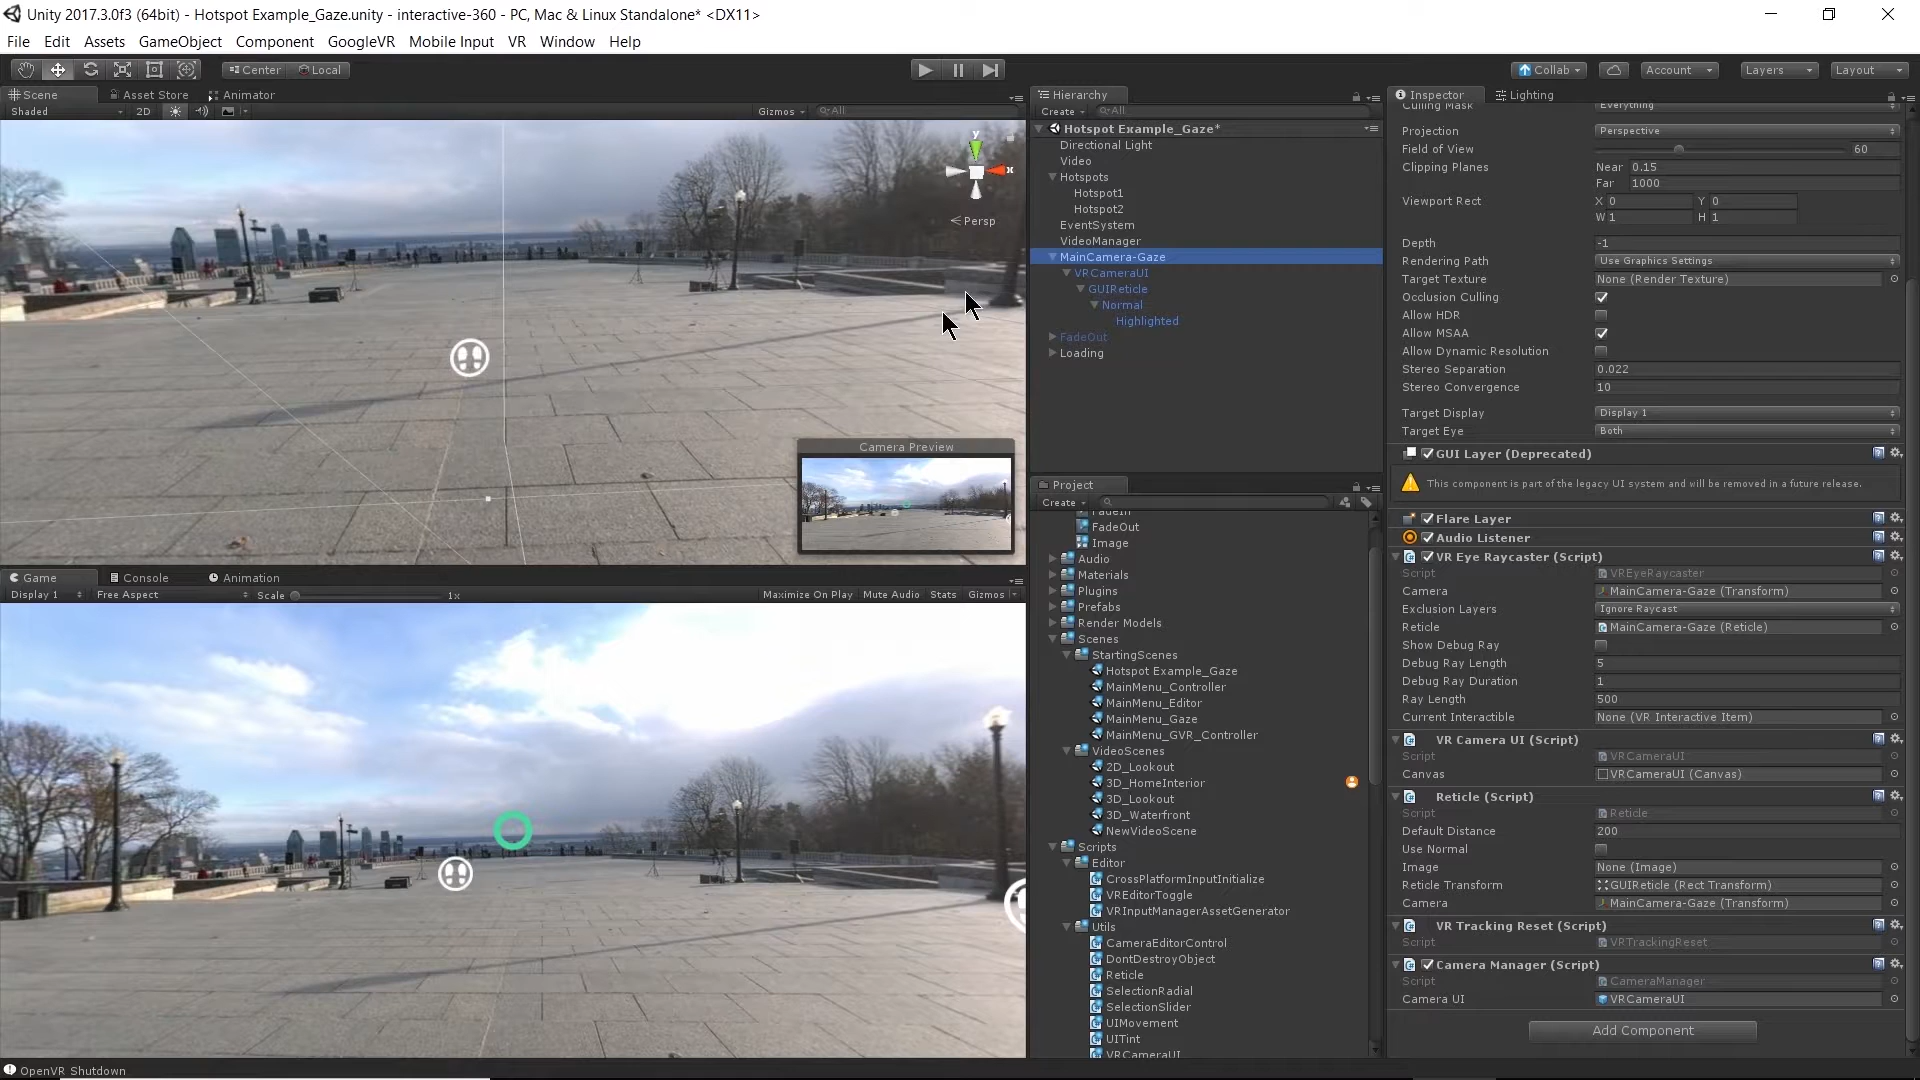 Unity 2017.3.0f3 (64bit) - Hotspot Example_Gaze.unity - interactive-360 - PC, Mac & Linux Standalone* <DX11>
File Edit Assets GameObject Component GoogleVR Mobile Input VR Window Help
Center Local
Collab Account Layers Layout
Scene Asset Store Animator
Shaded 2D Gizmos All
y
x
Persp
Camera Preview
Game Console Animation
Display 1 Free Aspect Scale 1x Maximize On Play Mute Audio Stats Gizmos
Hierarchy
Create All
Hotspot Example_Gaze*
Directional Light
Video
Hotspots
Hotspot1
Hotspot2
EventSystem
VideoManager
MainCamera-Gaze
VRCameraUI
GUIReticle
Normal
Highlighted
FadeOut
Loading
Project
Create
FadeIn
FadeOut
Image
Audio
Materials
Plugins
Prefabs
Render Models
Scenes
StartingScenes
Hotspot Example_Gaze
MainMenu_Controller
MainMenu_Editor
MainMenu_Gaze
MainMenu_GVR_Controller
VideoScenes
2D_Lookout
3D_HomeInterior
3D_Lookout
3D_Waterfront
NewVideoScene
Scripts
Editor
CrossPlatformInputInitialize
VREditorToggle
VRInputManagerAssetGenerator
Utils
CameraEditorControl
DontDestroyObject
Reticle
SelectionRadial
SelectionSlider
UIMovement
UITint
VRCameraUI
Inspector Lighting
Culling Mask Everything
Projection Perspective
Field of View 60
Clipping Planes Near 0.15
Far 1000
Viewport Rect X 0 Y 0
W 1 H 1
Depth -1
Rendering Path Use Graphics Settings
Target Texture None (Render Texture)
Occlusion Culling
Allow HDR
Allow MSAA
Allow Dynamic Resolution
Stereo Separation 0.022
Stereo Convergence 10
Target Display Display 1
Target Eye Both
GUI Layer (Deprecated)
This component is part of the legacy UI system and will be removed in a future release.
Flare Layer
Audio Listener
VR Eye Raycaster (Script)
Script VREyeRaycaster
Camera MainCamera-Gaze (Transform)
Exclusion Layers Ignore Raycast
Reticle MainCamera-Gaze (Reticle)
Show Debug Ray
Debug Ray Length 5
Debug Ray Duration 1
Ray Length 500
Current Interactible None (VR Interactive Item)
VR Camera UI (Script)
Script VRCameraUI
Canvas VRCameraUI (Canvas)
Reticle (Script)
Script Reticle
Default Distance 200
Use Normal
Image None (Image)
Reticle Transform GUIReticle (Rect Transform)
Camera MainCamera-Gaze (Transform)
VR Tracking Reset (Script)
Script VRTrackingReset
Camera Manager (Script)
Script CameraManager
Camera UI VRCameraUI
Add Component
OpenVR Shutdown